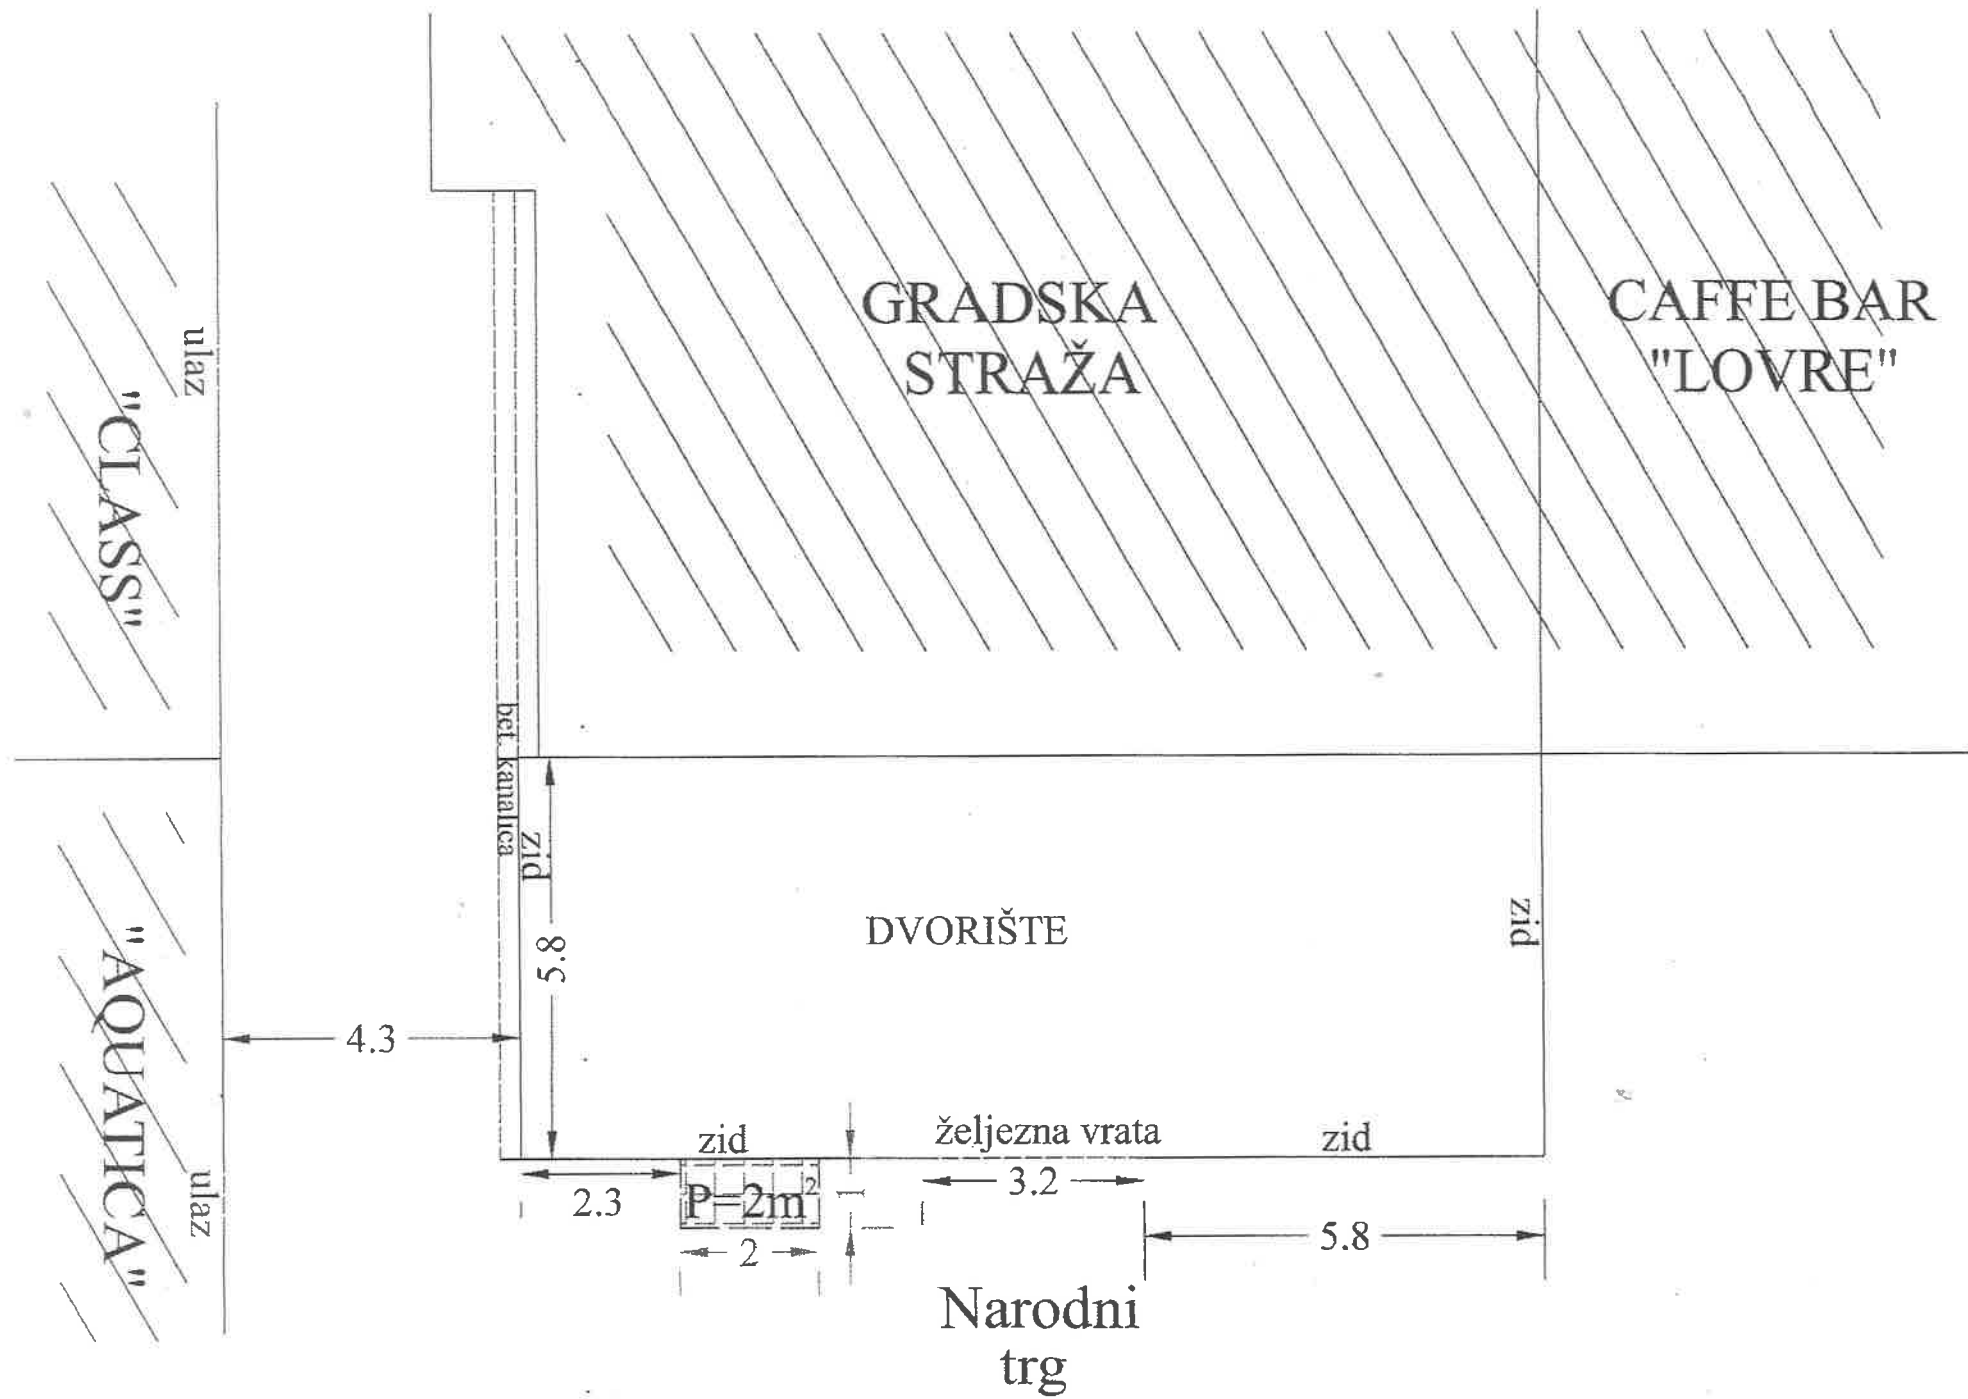 GRADSKA
STRAŽA
CAFFE BAR
"LOVRE"
ulaz
"CLASS"
bet. kanalica
zid
5.8
DVORIŠTE
zid
"AQUATICA"
4.3
ulaz
zid
željezna vrata
zid
2.3
P=2m²
1
3.2
2
5.8
Narodni
trg